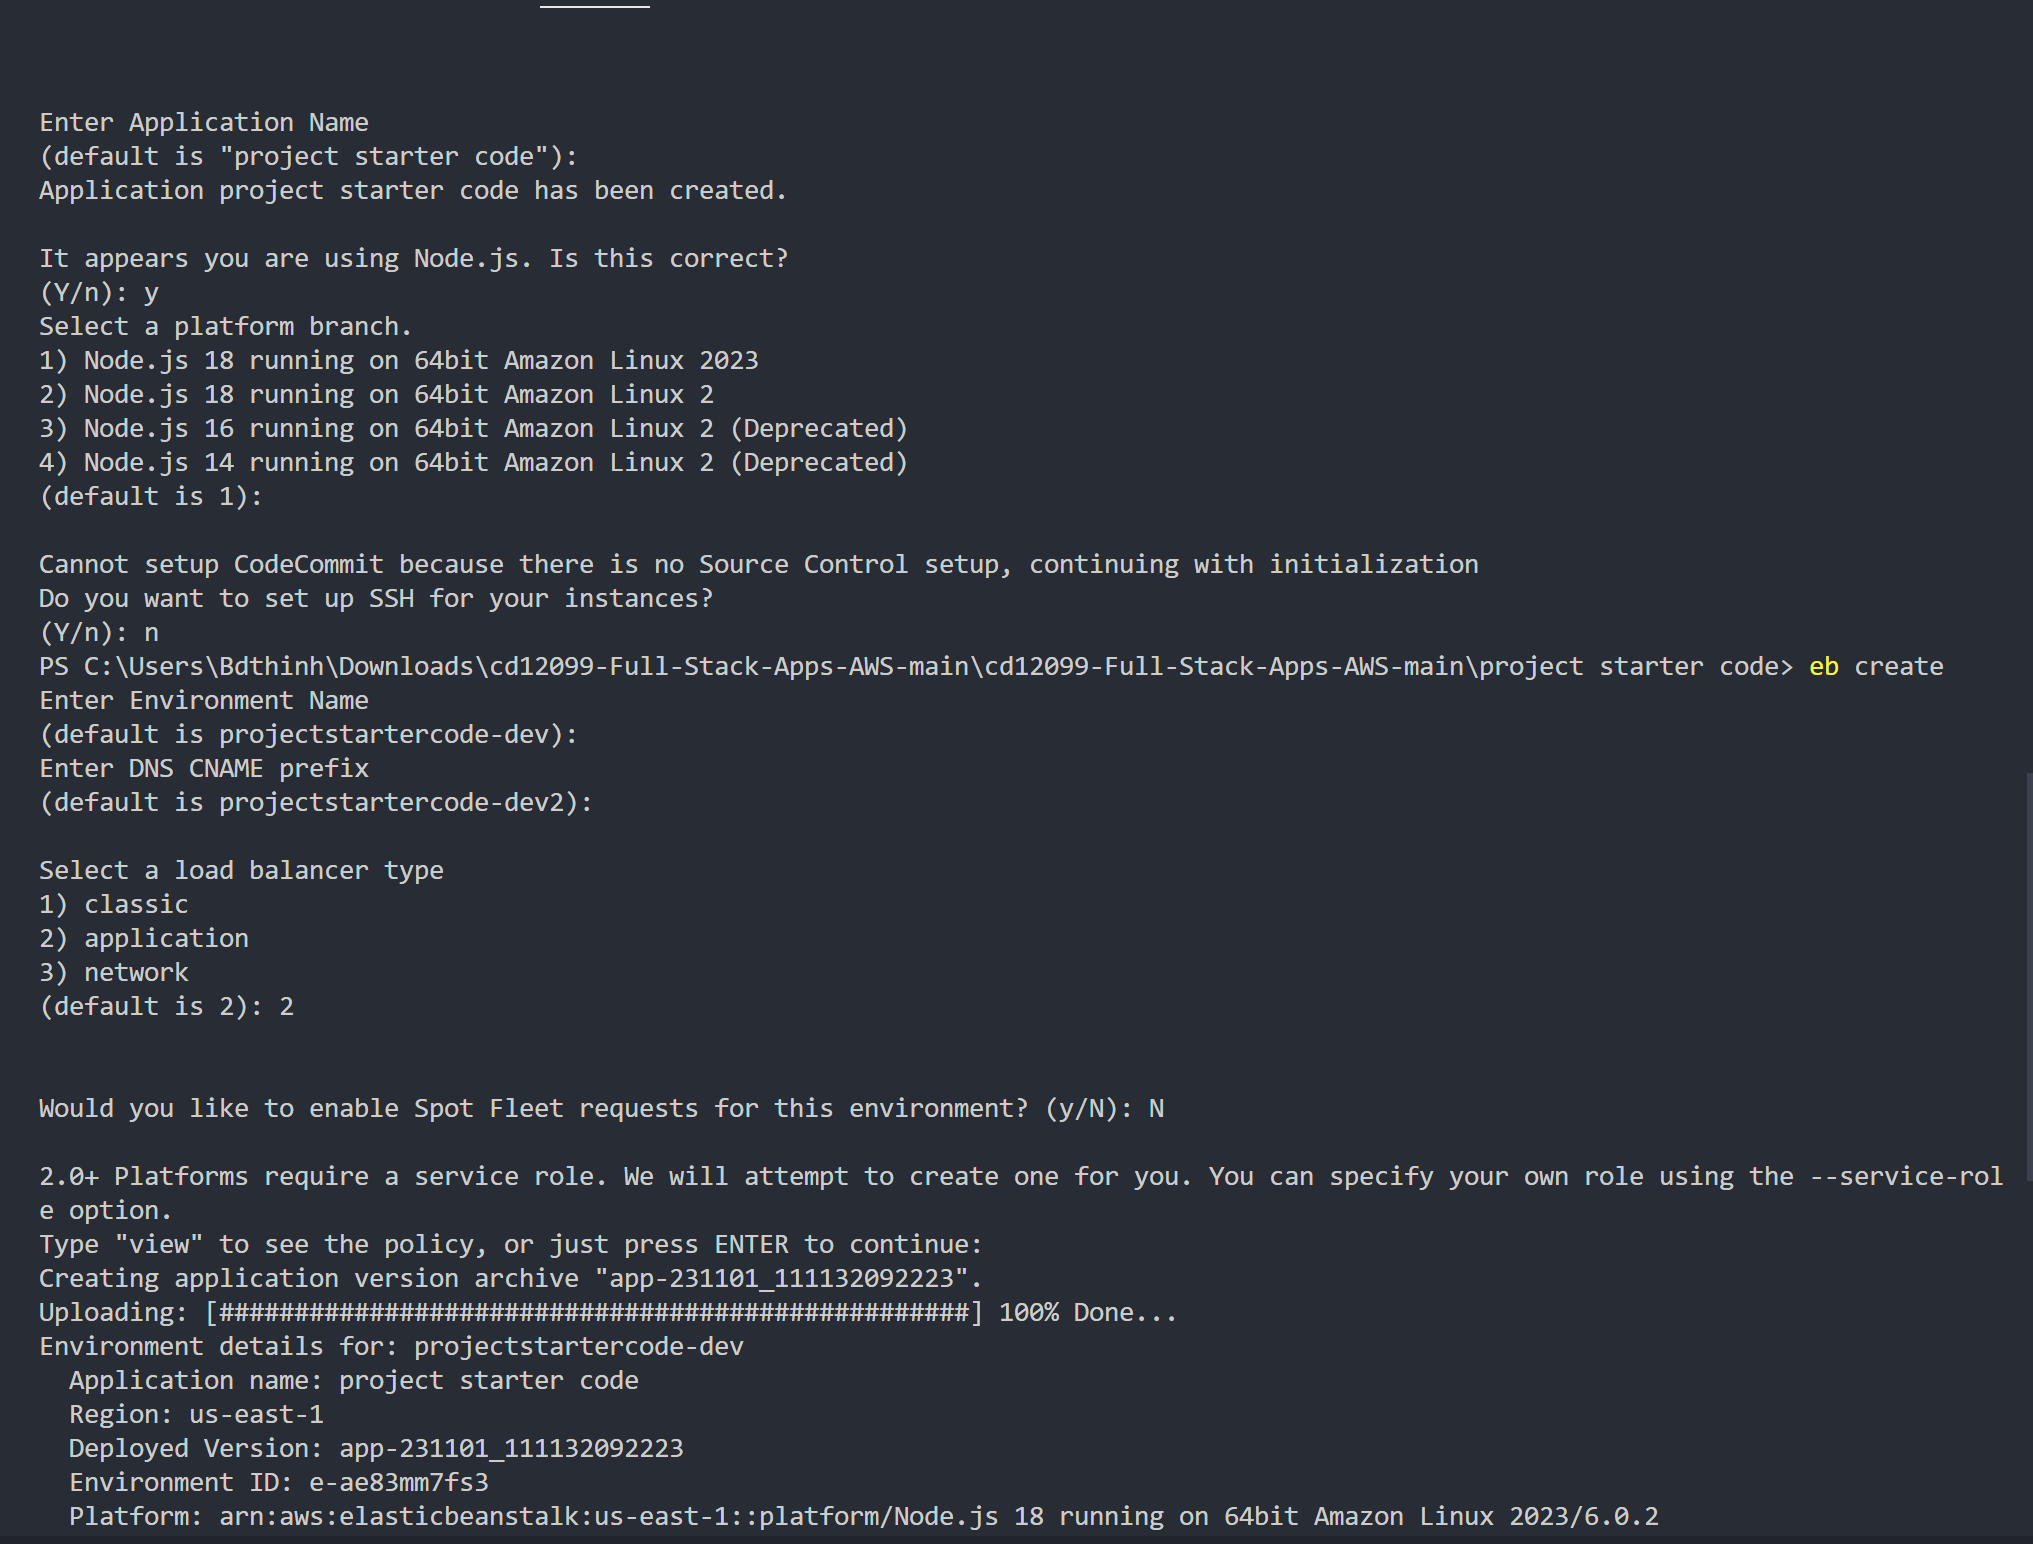 Enter Application Name
(default is "project starter code"):
Application project starter code has been created.
It appears you are using Node.js. Is this correct?
(Y/n): y
Select a platform branch.
1) Node.js 18 running on 64bit Amazon Linux 2023
2) Node.js 18 running on 64bit Amazon Linux 2
3) Node.js 16 running on 64bit Amazon Linux 2 (Deprecated)
4) Node.js 14 running on 64bit Amazon Linux 2 (Deprecated)
(default is 1):
Cannot setup CodeCommit because there is no Source Control setup, continuing with initialization
Do you want to set up SSH for your instances?
(Y/n): n
PS C:\Users\Bdthinh\Downloads\cd12099-Full-Stack-Apps-AWS-main\cd12099-Full-Stack-Apps-AWS-main\project starter code> eb create
Enter Environment Name
(default is projectstartercode-dev):
Enter DNS CNAME prefix
(default is projectstartercode-dev2):
Select a load balancer type
1) classic
2) application
3) network
(default is 2): 2
Would you like to enable Spot Fleet requests for this environment? (y/N): N
2.0+ Platforms require a service role. We will attempt to create one for you. You can specify your own role using the --service-rol
e option.
Type "view" to see the policy, or just press ENTER to continue:
Creating application version archive "app-231101_111132092223".
Uploading: [##################################################] 100% Done...
Environment details for: projectstartercode-dev
  Application name: project starter code
  Region: us-east-1
  Deployed Version: app-231101_111132092223
  Environment ID: e-ae83mm7fs3
  Platform: arn:aws:elasticbeanstalk:us-east-1::platform/Node.js 18 running on 64bit Amazon Linux 2023/6.0.2